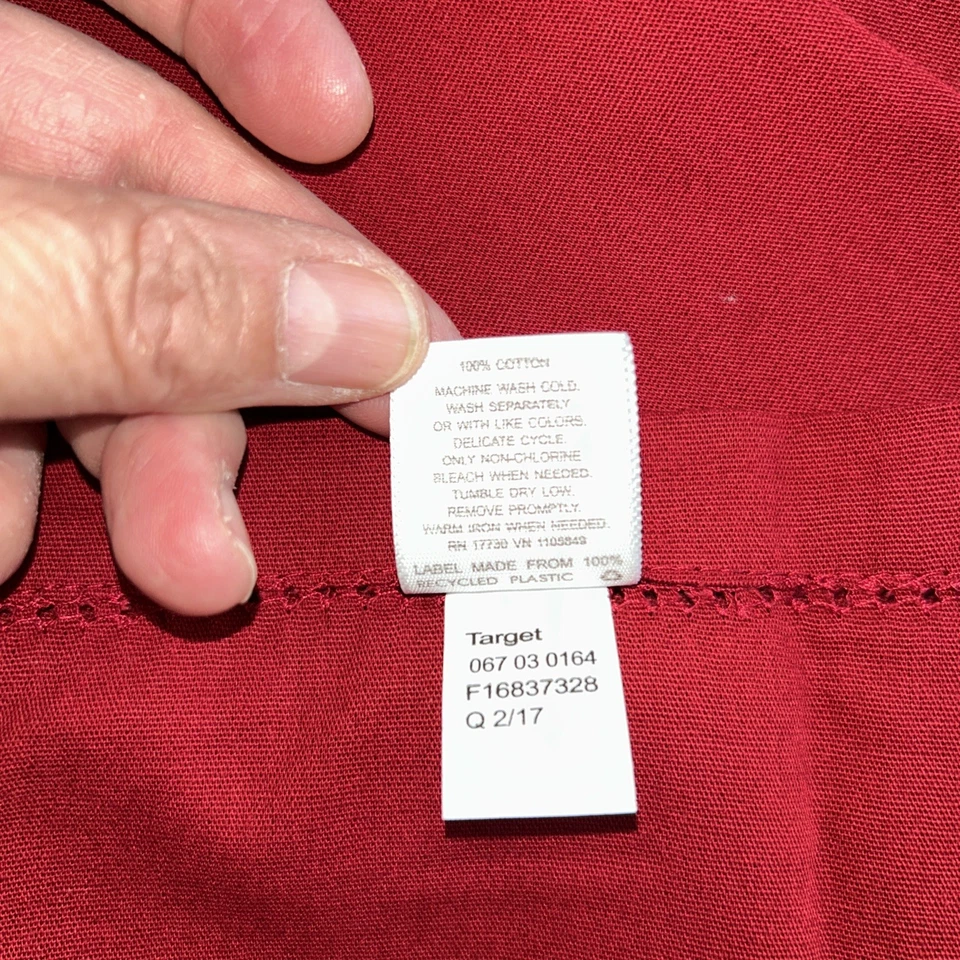 100% COTTON
MACHINE WASH COLD.
WASH SEPARATELY
OR WITH LIKE COLORS.
DELICATE CYCLE.
ONLY NON-CHLORINE
BLEACH WHEN NEEDED.
TUMBLE DRY LOW.
REMOVE PROMPTLY.
WARM IRON WHEN NEEDED.
RN 17730 VN 1105849
LABEL MADE FROM 100%
RECYCLED PLASTIC
Target
067 03 0164
F16837328
Q 2/17